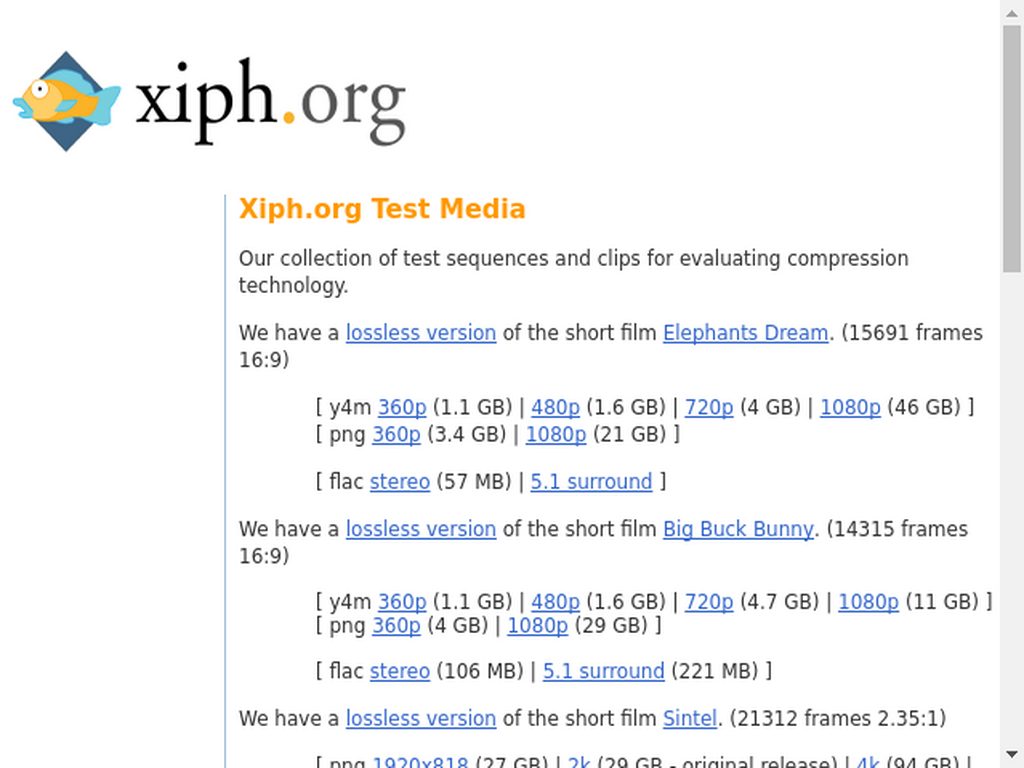 xiph.org
Xiph.org Test Media
Our collection of test sequences and clips for evaluating compression
technology.
We have a lossless version of the short film Elephants Dream. (15691 frames
16:9)
[ y4m 360p (1.1 GB) | 480p (1.6 GB) | 720p (4 GB) | 1080p (46 GB) ]
[ png 360p (3.4 GB) | 1080p (21 GB) ]
[ flac stereo (57 MB) | 5.1 surround ]
We have a lossless version of the short film Big Buck Bunny. (14315 frames
16:9)
[ y4m 360p (1.1 GB) | 480p (1.6 GB) | 720p (4.7 GB) | 1080p (11 GB) ]
[ png 360p (4 GB) | 1080p (29 GB) ]
[ flac stereo (106 MB) | 5.1 surround (221 MB) ]
We have a lossless version of the short film Sintel. (21312 frames 2.35:1)
[ png 1920x818 (27 GB) | 2k (29 GB - original release) | 4k (94 GB) |